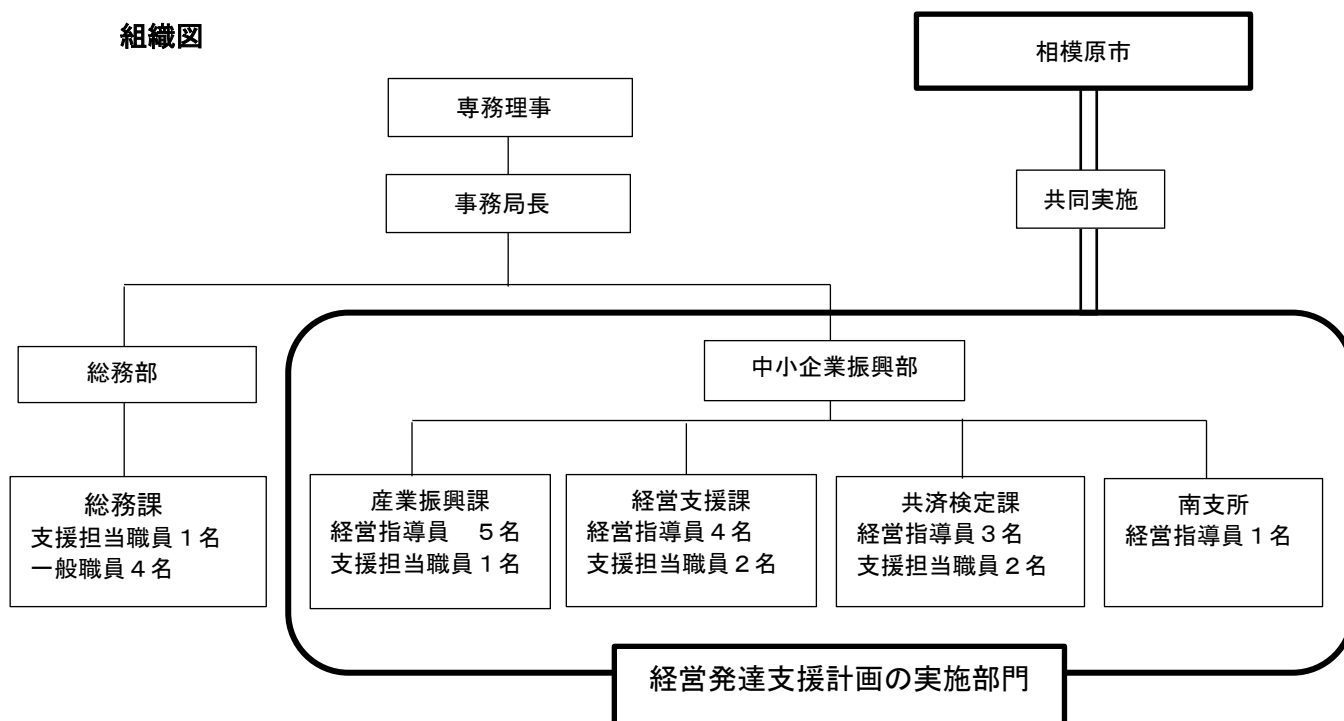 組織図
相模原市
専務理事
事務局長
共同実施
総務部
中小企業振興部
総務課
支援担当職員１名
一般職員４名
産業振興課
経営指導員　５名
支援担当職員１名
経営支援課
経営指導員４名
支援担当職員２名
共済検定課
経営指導員３名
支援担当職員２名
南支所
経営指導員１名
経営発達支援計画の実施部門